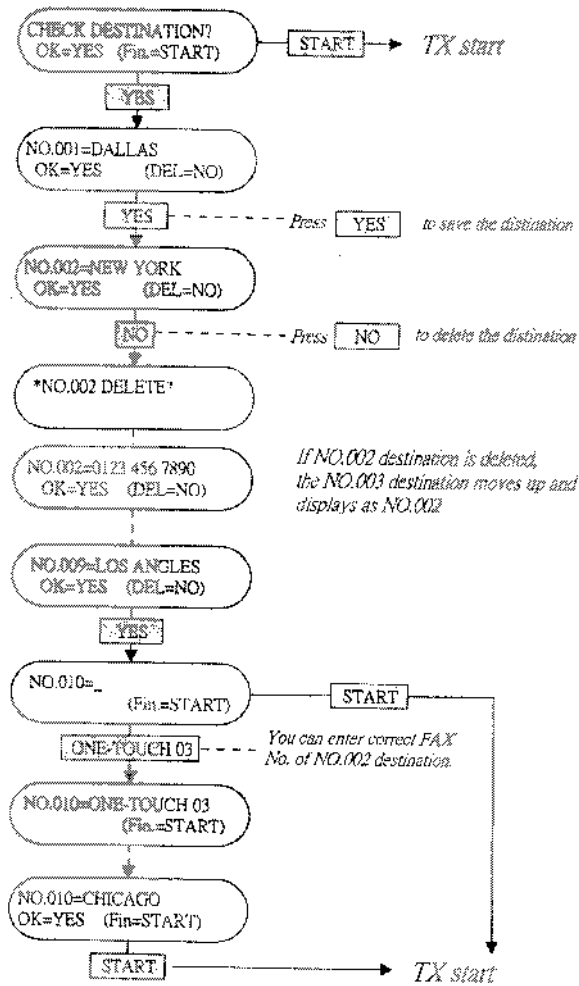 CHECK DESTINATION?
OK=YES (Fin.=START)
START
TX start
YES
NO.001=DALLAS
OK=YES (DEL=NO)
YES
Press YES to save the distination
NO.002=NEW YORK
OK=YES (DEL=NO)
NO
Press NO to delete the distination
*NO.002 DELETE*
NO.002=0123 456 7890
OK=YES (DEL=NO)
If NO.002 destination is deleted,
the NO.003 destination moves up and
displays as NO.002
NO.009=LOS ANGLES
OK=YES (DEL=NO)
YES
NO.010=_
(Fin.=START)
START
ONE-TOUCH 03
You can enter correct FAX
No. of NO.002 destination.
NO.010=ONE-TOUCH 03
(Fin.=START)
NO.010=CHICAGO
OK=YES (Fin=START)
START
TX start